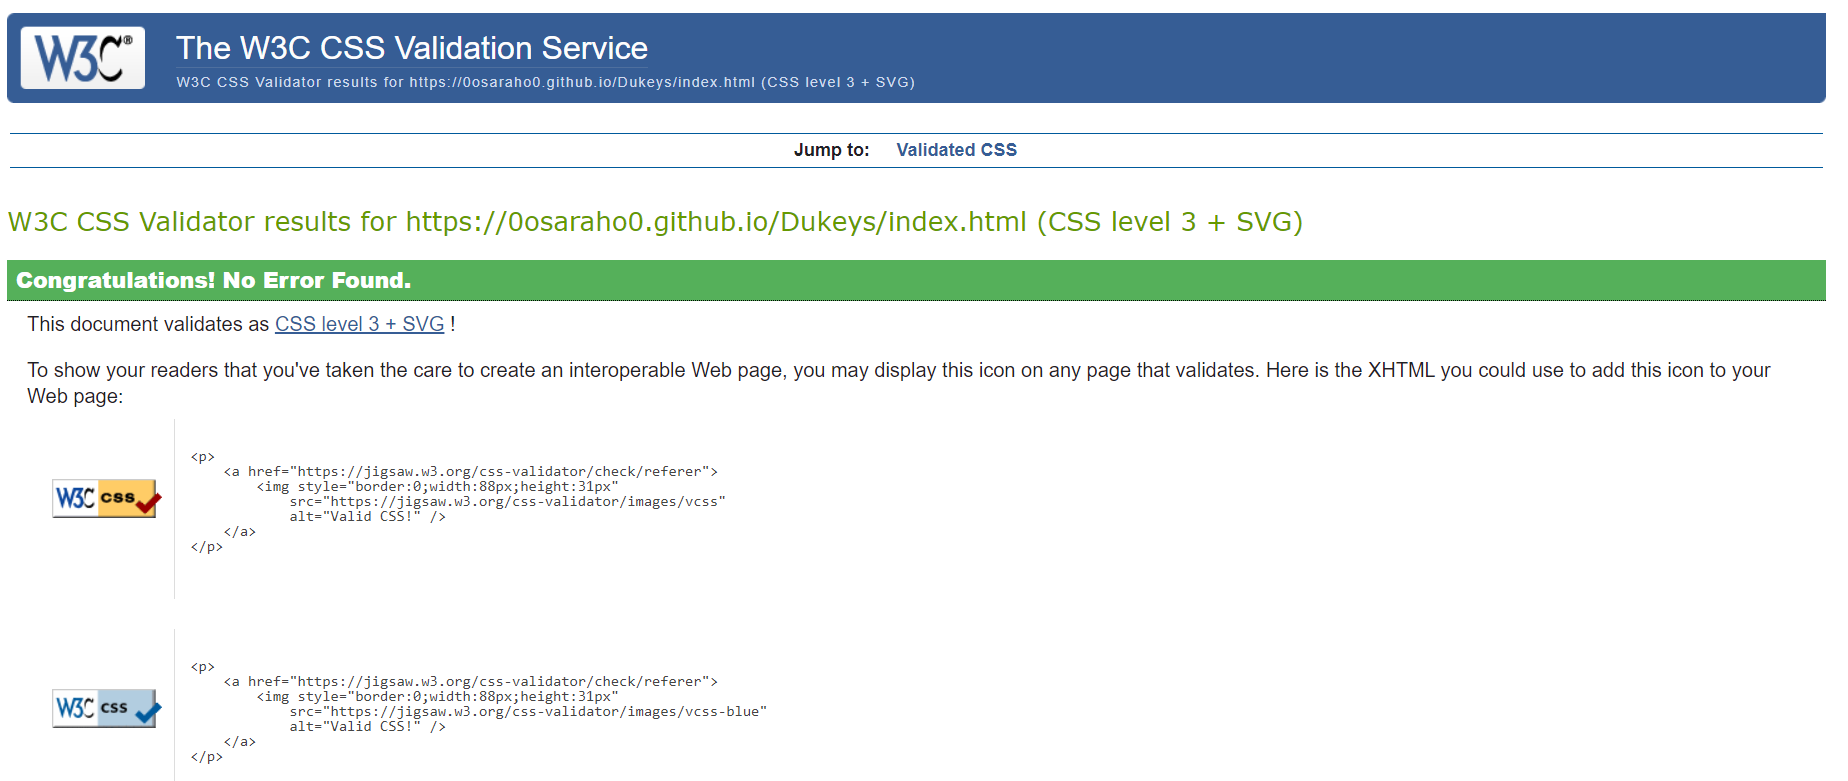 W3C® The W3C CSS Validation Service
W3C CSS Validator results for https://0osaraho0.github.io/Dukeys/index.html (CSS level 3 + SVG)
Jump to: Validated CSS
W3C CSS Validator results for https://0osaraho0.github.io/Dukeys/index.html (CSS level 3 + SVG)
Congratulations! No Error Found.
This document validates as CSS level 3 + SVG !
To show your readers that you've taken the care to create an interoperable Web page, you may display this icon on any page that validates. Here is the XHTML you could use to add this icon to your
Web page:
<p>
<a href="https://jigsaw.w3.org/css-validator/check/referer">
<img style="border:0;width:88px;height:31px"
W3C css
src="https://jigsaw.w3.org/css-validator/images/vcss"
alt="Valid CSS!" />
</a>
</p>
<p>
<a href="https://jigsaw.w3.org/css-validator/check/referer">
<img style="border:0;width:88px;height:31px"
W3C css
src="https://jigsaw.w3.org/css-validator/images/vcss-blue"
alt="Valid CSS!" />
</a>
</p>